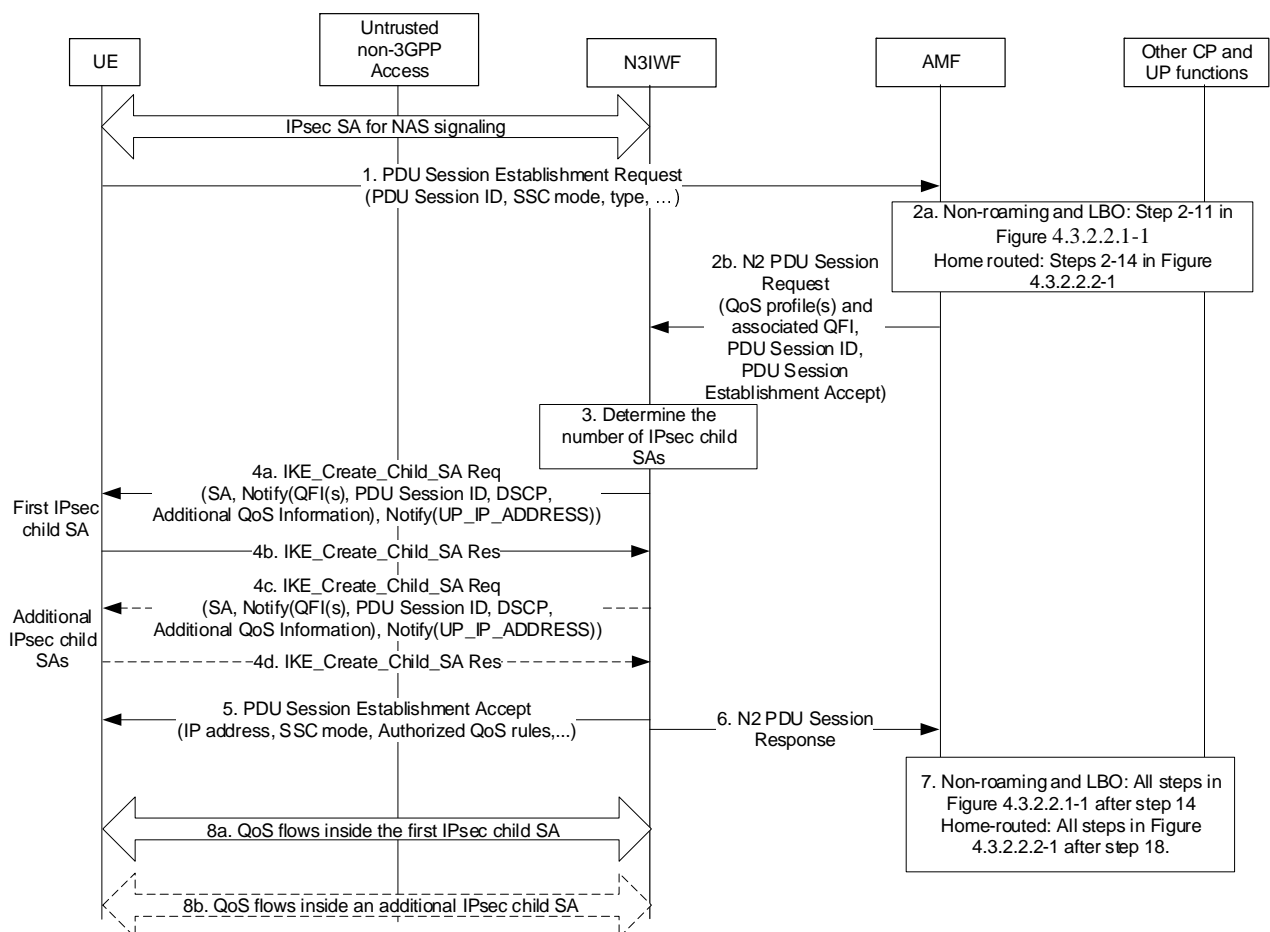 UE
Untrusted
non-3GPP
Access
N3IWF
AMF
Other CP and
UP functions
IPsec SA for NAS signaling
1. PDU Session Establishment Request
(PDU Session ID, SSC mode, type, …)
2a. Non-roaming and LBO: Step 2-11 in
Figure 4.3.2.2.1-1
Home routed: Steps 2-14 in Figure
4.3.2.2.2-1
2b. N2 PDU Session
Request
(QoS profile(s) and
associated QFI,
PDU Session ID,
PDU Session
Establishment Accept)
3. Determine the
number of IPsec child
SAs
4a. IKE_Create_Child_SA Req
(SA, Notify(QFI(s), PDU Session ID, DSCP,
Additional QoS Information), Notify(UP_IP_ADDRESS))
First IPsec
child SA
4b. IKE_Create_Child_SA Res
4c. IKE_Create_Child_SA Req
(SA, Notify(QFI(s), PDU Session ID, DSCP,
Additional QoS Information), Notify(UP_IP_ADDRESS))
Additional
IPsec child
SAs
4d. IKE_Create_Child_SA Res
5. PDU Session Establishment Accept
(IP address, SSC mode, Authorized QoS rules,...)
6. N2 PDU Session
Response
7. Non-roaming and LBO: All steps in
Figure 4.3.2.2.1-1 after step 14
Home-routed: All steps in Figure
4.3.2.2.2-1 after step 18.
8a. QoS flows inside the first IPsec child SA
8b. QoS flows inside an additional IPsec child SA